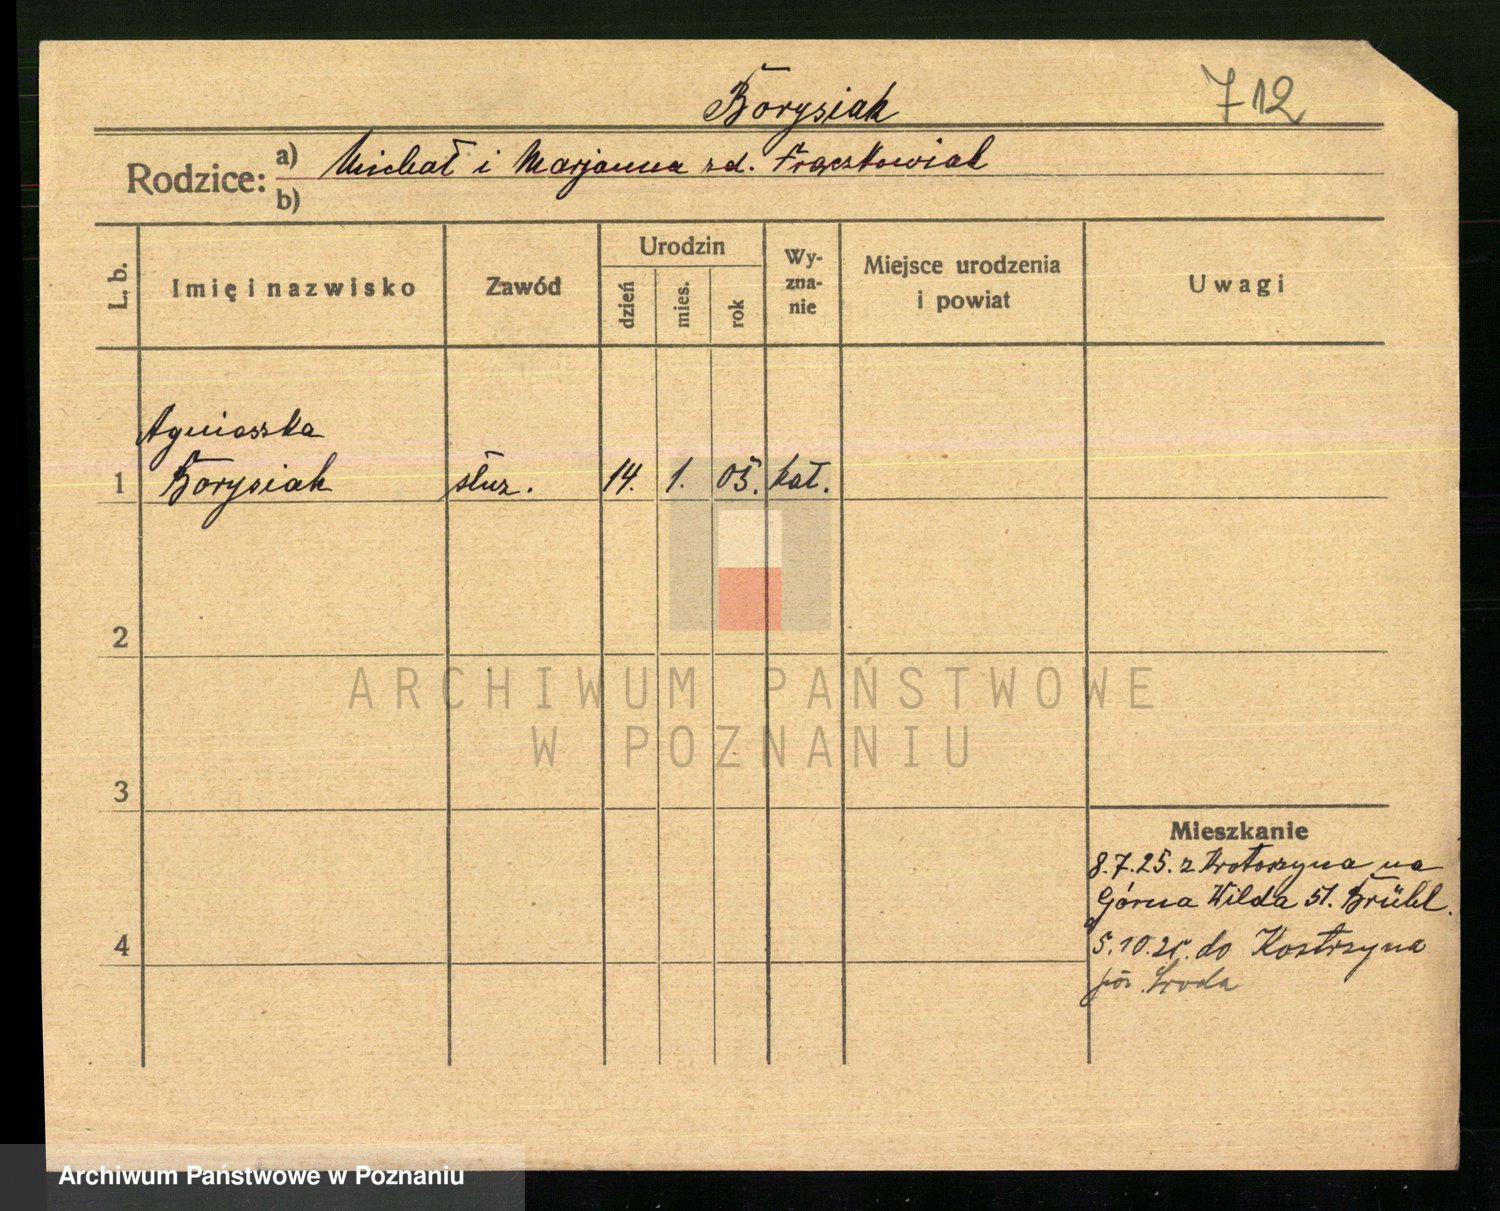 Borysiak
712
Rodzice: a) Michał i Marjanna zd. Frąckowiak
b)
L. b.
Imię i nazwisko
Zawód
Urodzin
dzień
mies.
rok
Wy-
zna-
nie
Miejsce urodzenia
i powiat
Uwagi
Agnieszka
1 Borysiak służ. 14. 1. 05. kat.
2
ARCHIWUM PAŃSTWOWE
W POZNANIU
3
Mieszkanie
8.7.25. z Krotoszyna na
Górna Wilda 51. Brühl.
4
5.10.25. do Kostrzyna
Środa
Archiwum Państwowe w Poznaniu